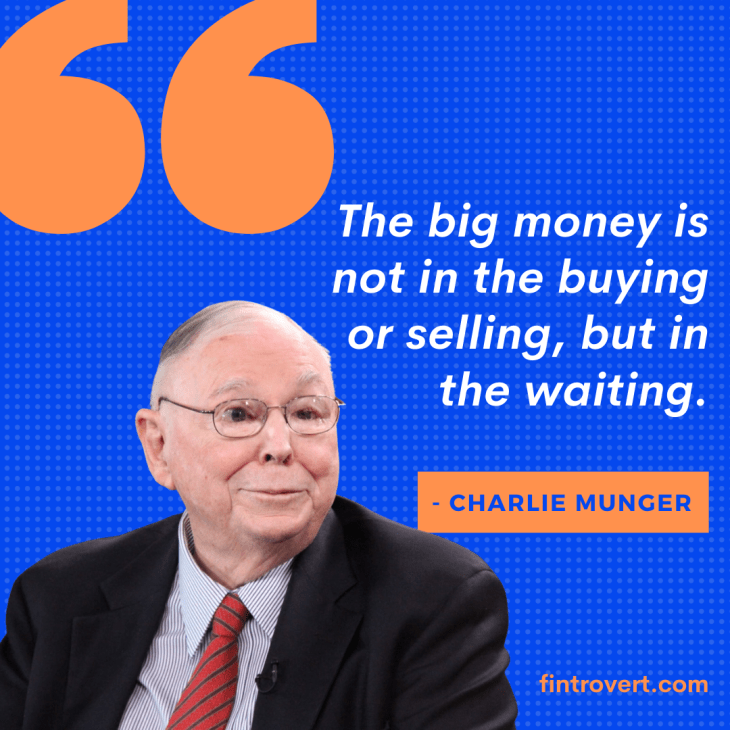 The big money is
not in the buying
or selling, but in
the waiting.
- CHARLIE MUNGER
fintrovert.com